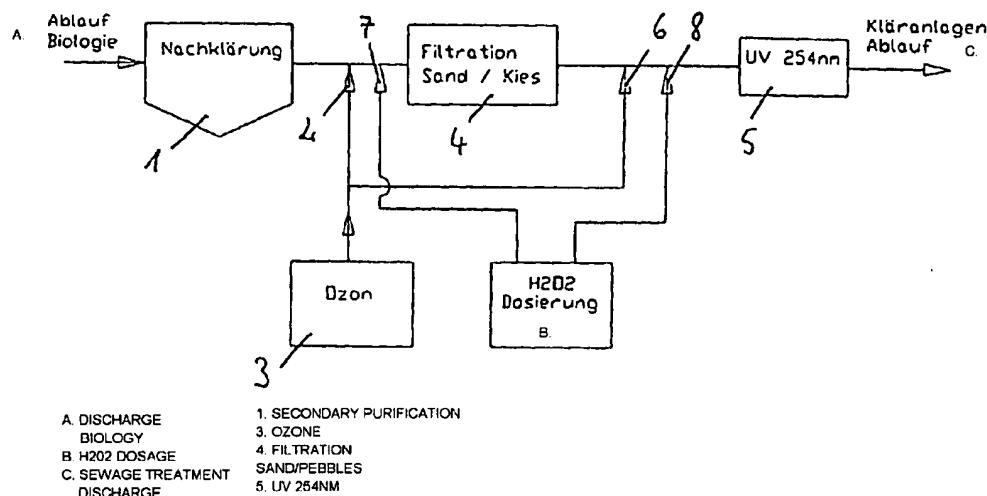 A.
Ablauf
Biologie
Nachklärung
7
Filtration
Sand / Kies
6
8
UV 254nm
Kläranlagen
Ablauf
C.
1
4
4
5
Ozon
H2O2
Dosierung
B.
3
A. DISCHARGE
BIOLOGY
B. H202 DOSAGE
C. SEWAGE TREATMENT
DISCHARGE
1. SECONDARY PURIFICATION
3. OZONE
4. FILTRATION
SAND/PEBBLES
5. UV 254NM